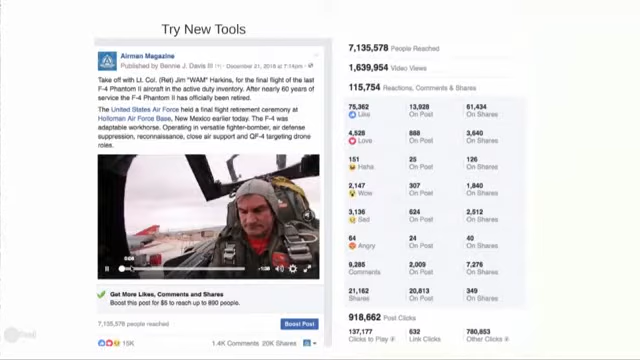 Try New Tools
Airman Magazine
Published by Bennie J. Davis III · December 21, 2016 at 7:14pm ·
Take off with Lt. Col. (Ret) Jim "WAM" Harkins, for the final flight of the last
F-4 Phantom II aircraft in the active duty inventory. After nearly 60 years of
service the F-4 Phantom II has officially been retired.
The United States Air Force held a final flight retirement ceremony at
Holloman Air Force Base, New Mexico earlier today. The F-4 was
adaptable workhorse. Operating in versatile fighter-bomber, air defense
suppression, reconnaissance, close air support and QF-4 targeting drone
roles.
0:04
-1:38
Get More Likes, Comments and Shares
Boost this post for $5 to reach up to 890 people.
7,135,578 people reached
Boost Post
15K
1.4K Comments 20K Shares
7,135,578 People Reached
1,639,954 Video Views
115,754 Reactions, Comments & Shares
75,362 13,928 61,434
Like On Post On Shares
4,528 888 3,640
Love On Post On Shares
151 25 126
Haha On Post On Shares
2,147 307 1,840
Wow On Post On Shares
3,136 624 2,512
Sad On Post On Shares
64 24 40
Angry On Post On Shares
9,285 2,009 7,276
Comments On Post On Shares
21,162 20,813 349
Shares On Post On Shares
918,662 Post Clicks
137,177 632 780,853
Clicks to Play Link Clicks Other Clicks